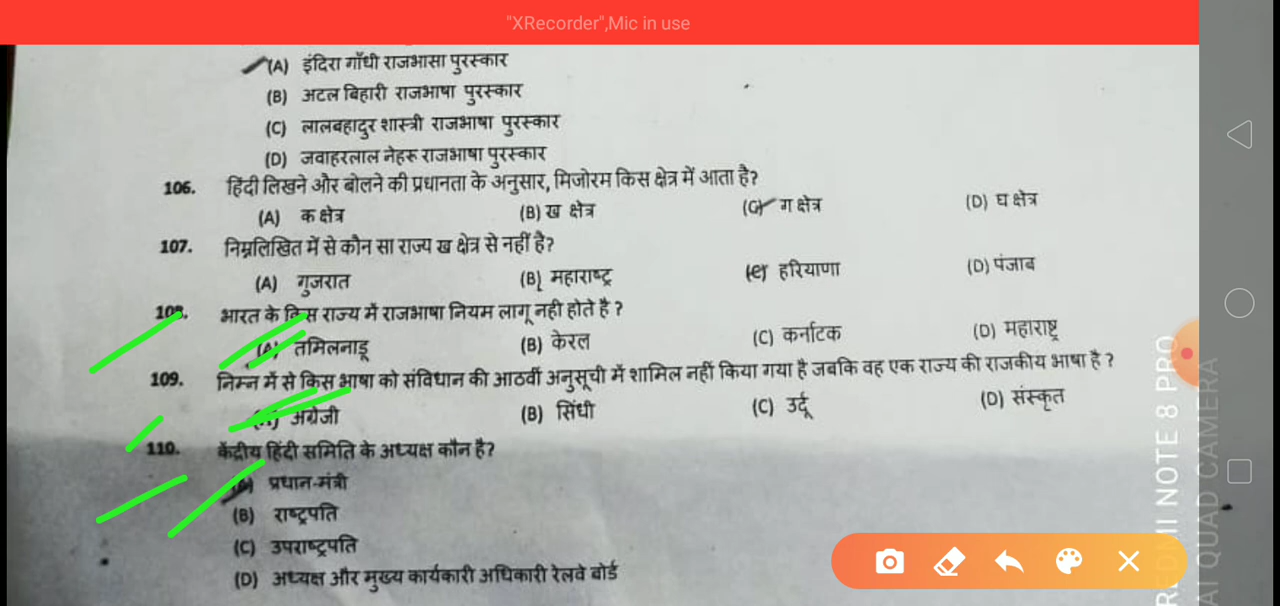 "XRecorder",Mic in use
(A) इंदिरा गाँधी राजभासा पुरस्कार
(B) अटल बिहारी राजभाषा पुरस्कार
(C) लालबहादुर शास्त्री राजभाषा पुरस्कार
(D) जवाहरलाल नेहरू राजभाषा पुरस्कार
106. हिंदी लिखने और बोलने की प्रधानता के अनुसार, मिजोरम किस क्षेत्र में आता है?
(A) क क्षेत्र (B) ख क्षेत्र (C) ग क्षेत्र (D) घ क्षेत्र
107. निम्नलिखित में से कौन सा राज्य ख क्षेत्र से नहीं है?
(A) गुजरात (B) महाराष्ट्र (C) हरियाणा (D) पंजाब
108. भारत के किस राज्य में राजभाषा नियम लागू नही होते है ?
(A) तमिलनाडू (B) केरल (C) कर्नाटक (D) महाराष्ट्र
109. निम्न में से किस भाषा को संविधान की आठवीं अनुसूची में शामिल नहीं किया गया है जबकि वह एक राज्य की राजकीय भाषा है ?
(A) अंग्रेजी (B) सिंधी (C) उर्दू (D) संस्कृत
110. केंद्रीय हिंदी समिति के अध्यक्ष कौन है?
(A) प्रधान-मंत्री
(B) राष्ट्रपति
(C) उपराष्ट्रपति
(D) अध्यक्ष और मुख्य कार्यकारी अधिकारी रेलवे बोर्ड
REDMI NOTE 8 PRO
AI QUAD CAMERA